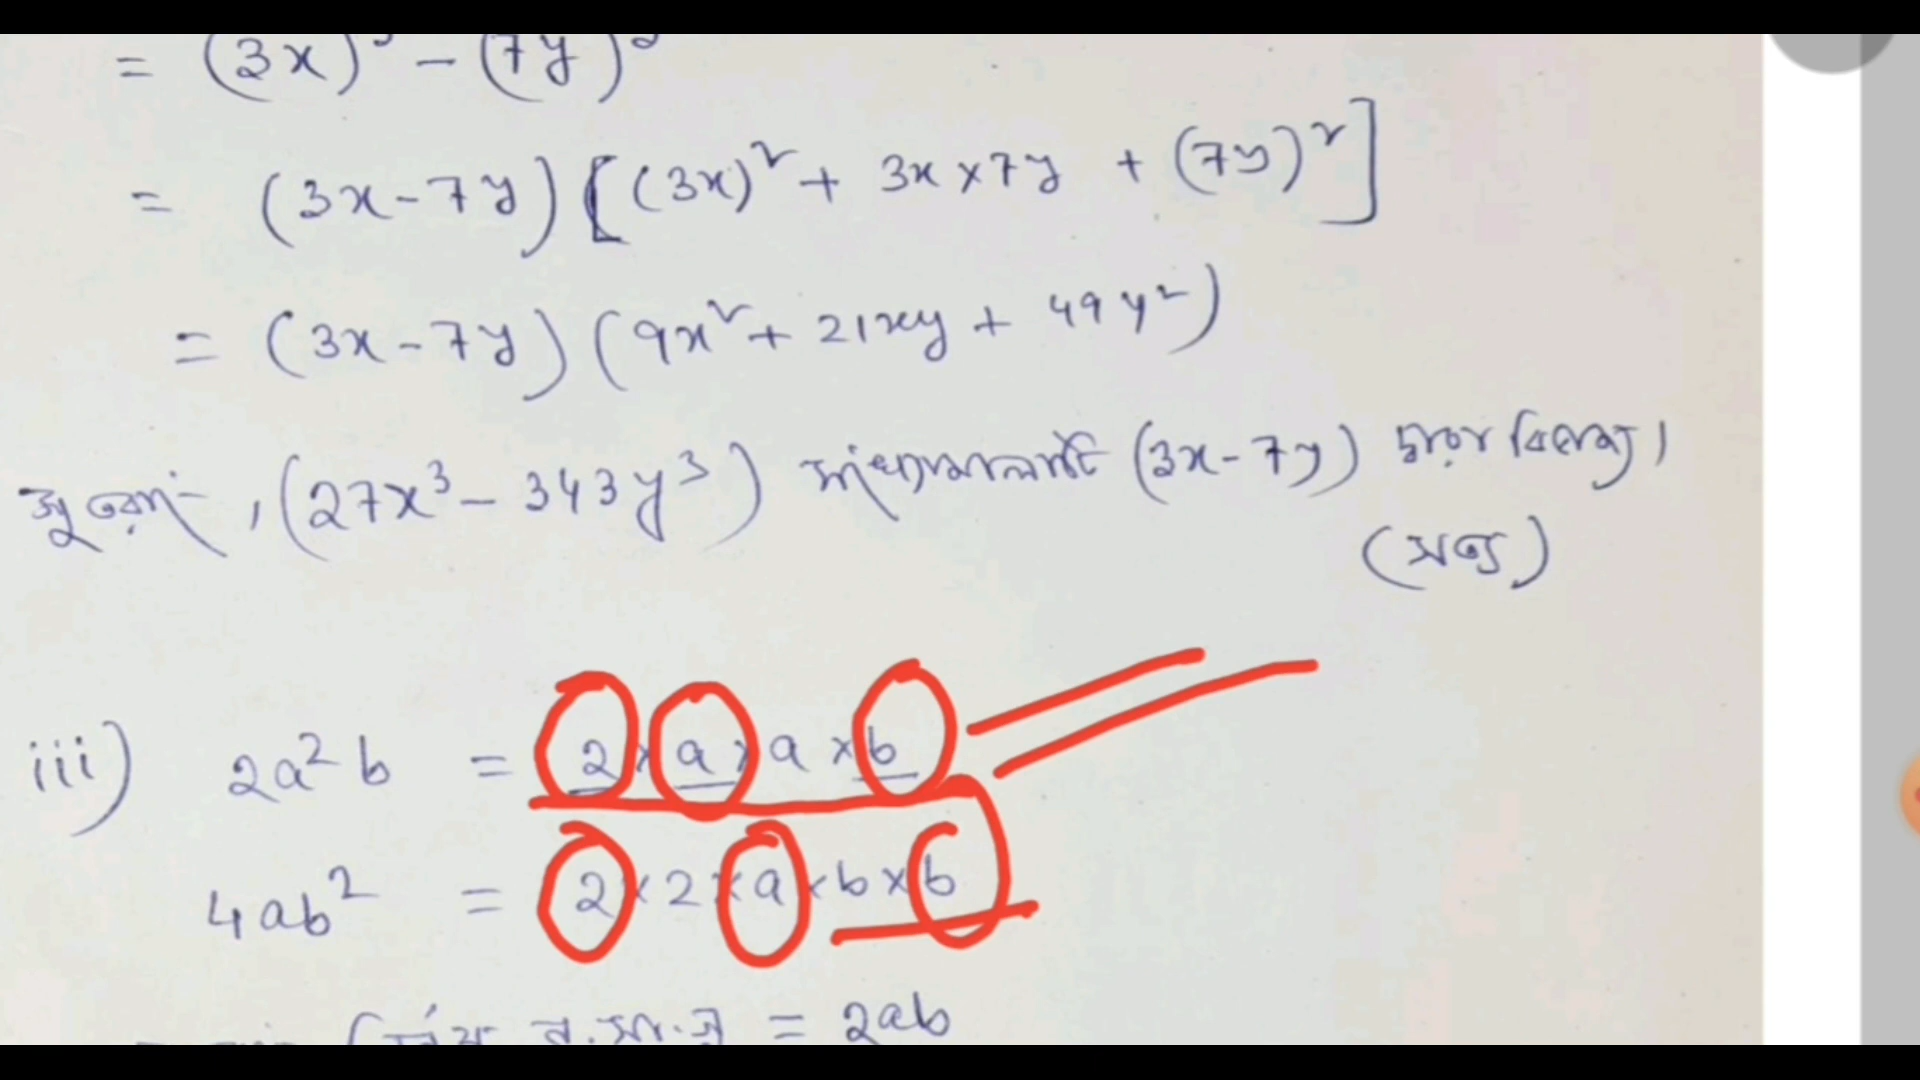 = (3x)³ - (7y)³
= (3x-7y)[(3x)² + 3x×7y + (7y)²]
= (3x-7y)(9x²+21xy+49y²)
সুতরাং, (27x³ - 343y³) সংখ্যামালাটি (3x-7y) দ্বারা বিভাজ্য।
(সত্য)
iii) 2a²b = 2×a×a×b
4ab² = 2×2×a×b×b
গ.সা.গু = 2ab